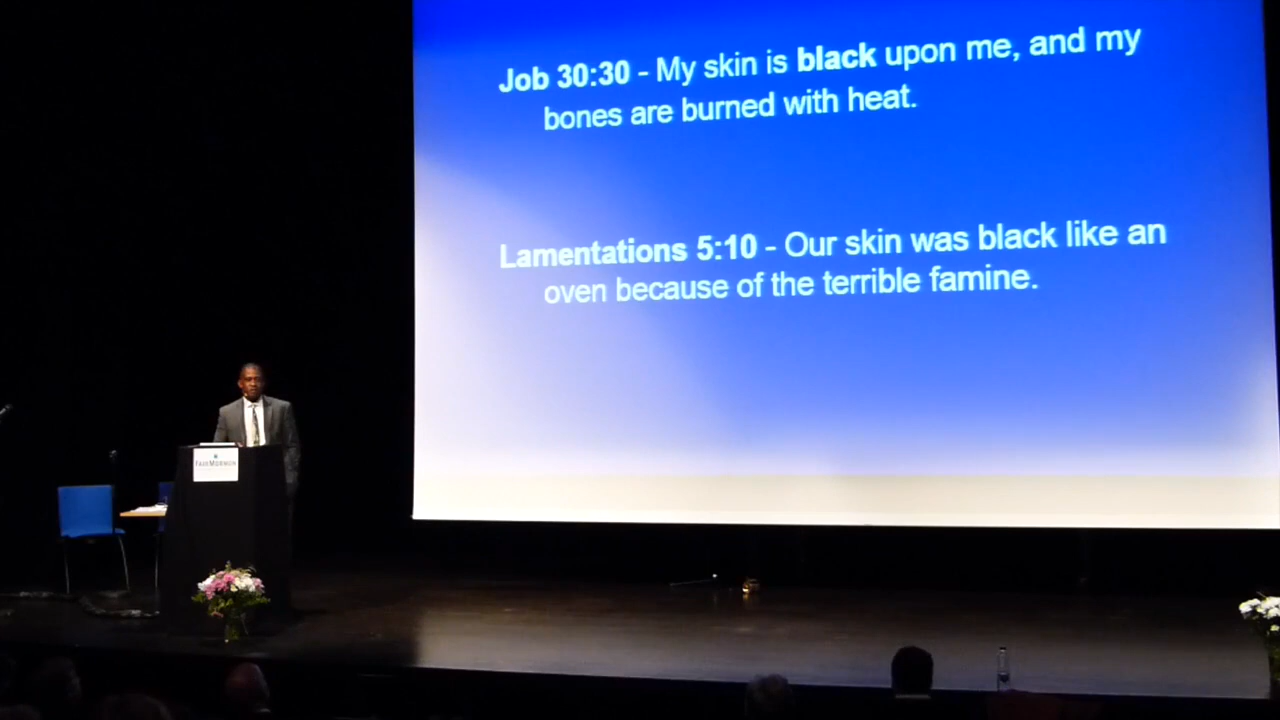 Job 30:30 - My skin is black upon me, and my
bones are burned with heat.
Lamentations 5:10 - Our skin was black like an
oven because of the terrible famine.
FAIRMORMON